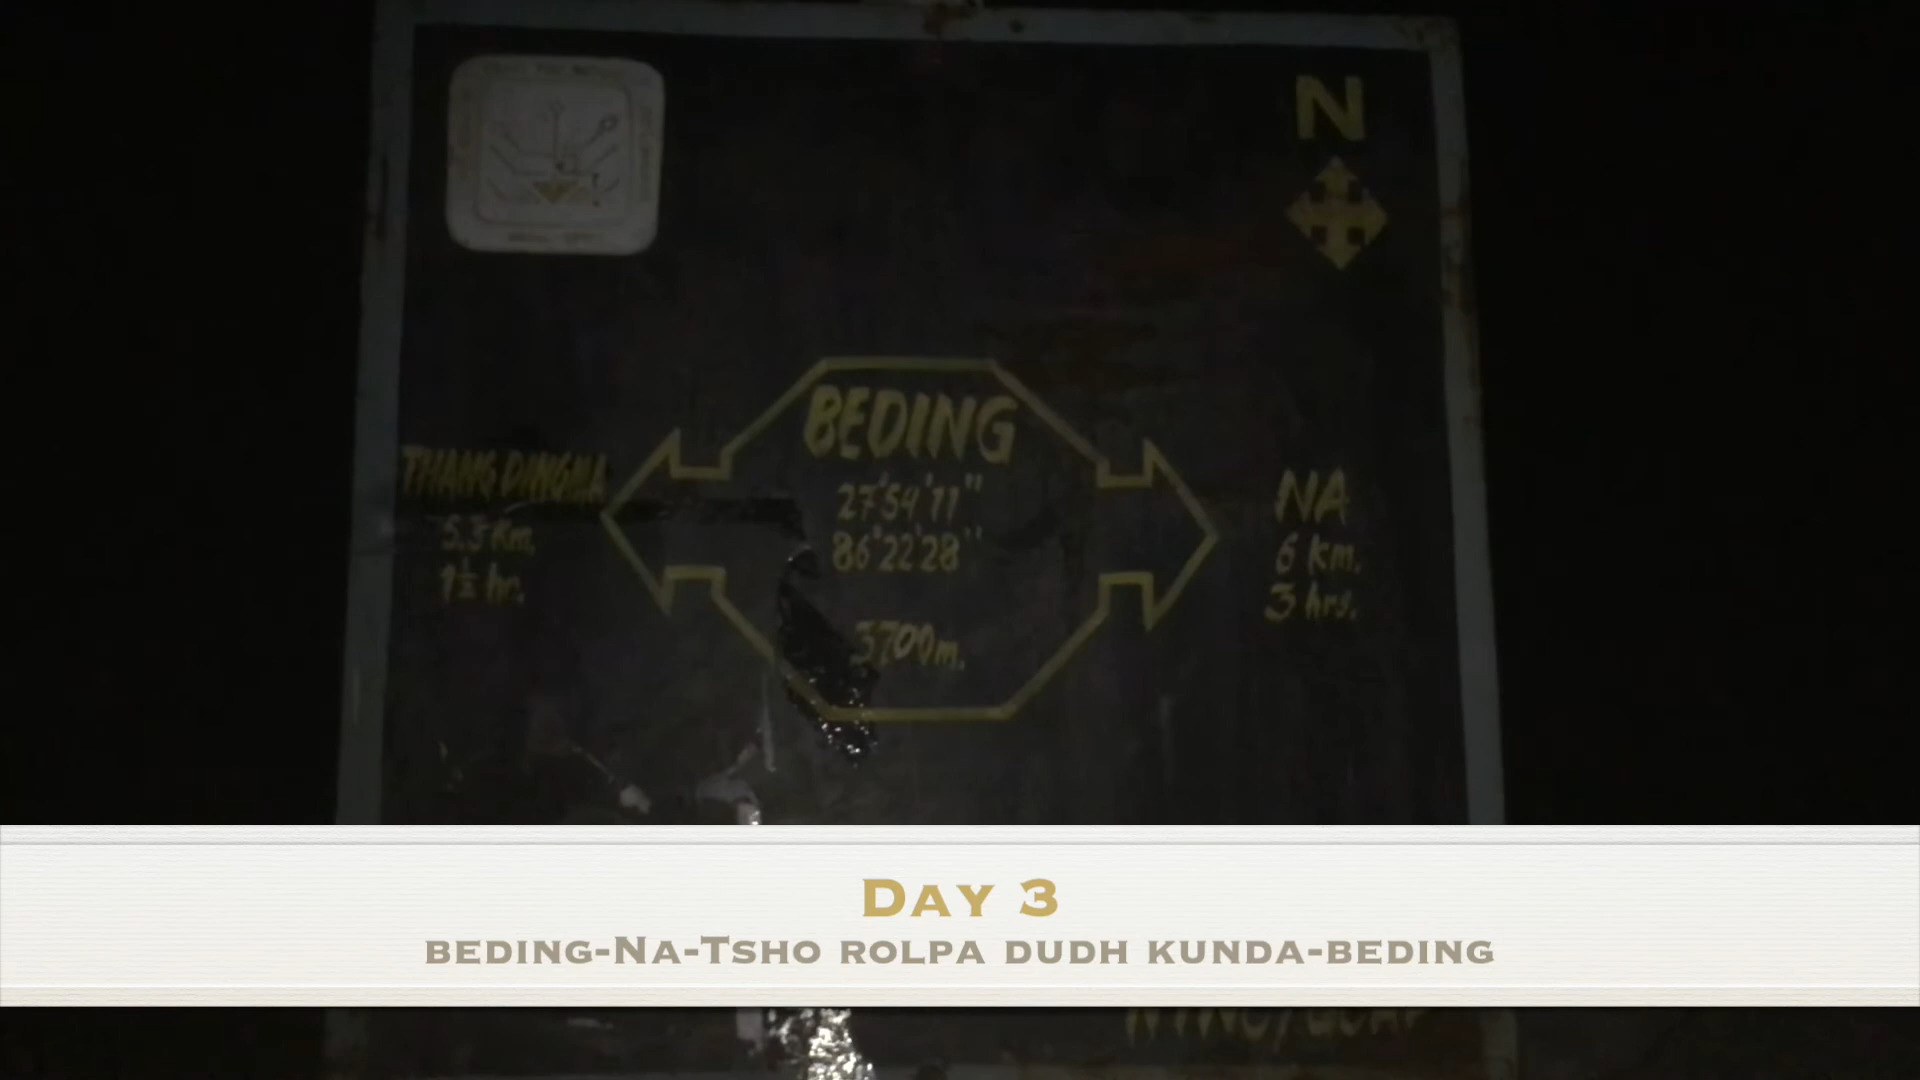 N
BEDING
27°54'11"
86°22'28"
3700m.
THANG DINGMA
5.5 Km.
1½ hr.
NA
6 km.
3 hrs.
DAY 3
BEDING-NA-TSHO ROLPA DUDH KUNDA-BEDING